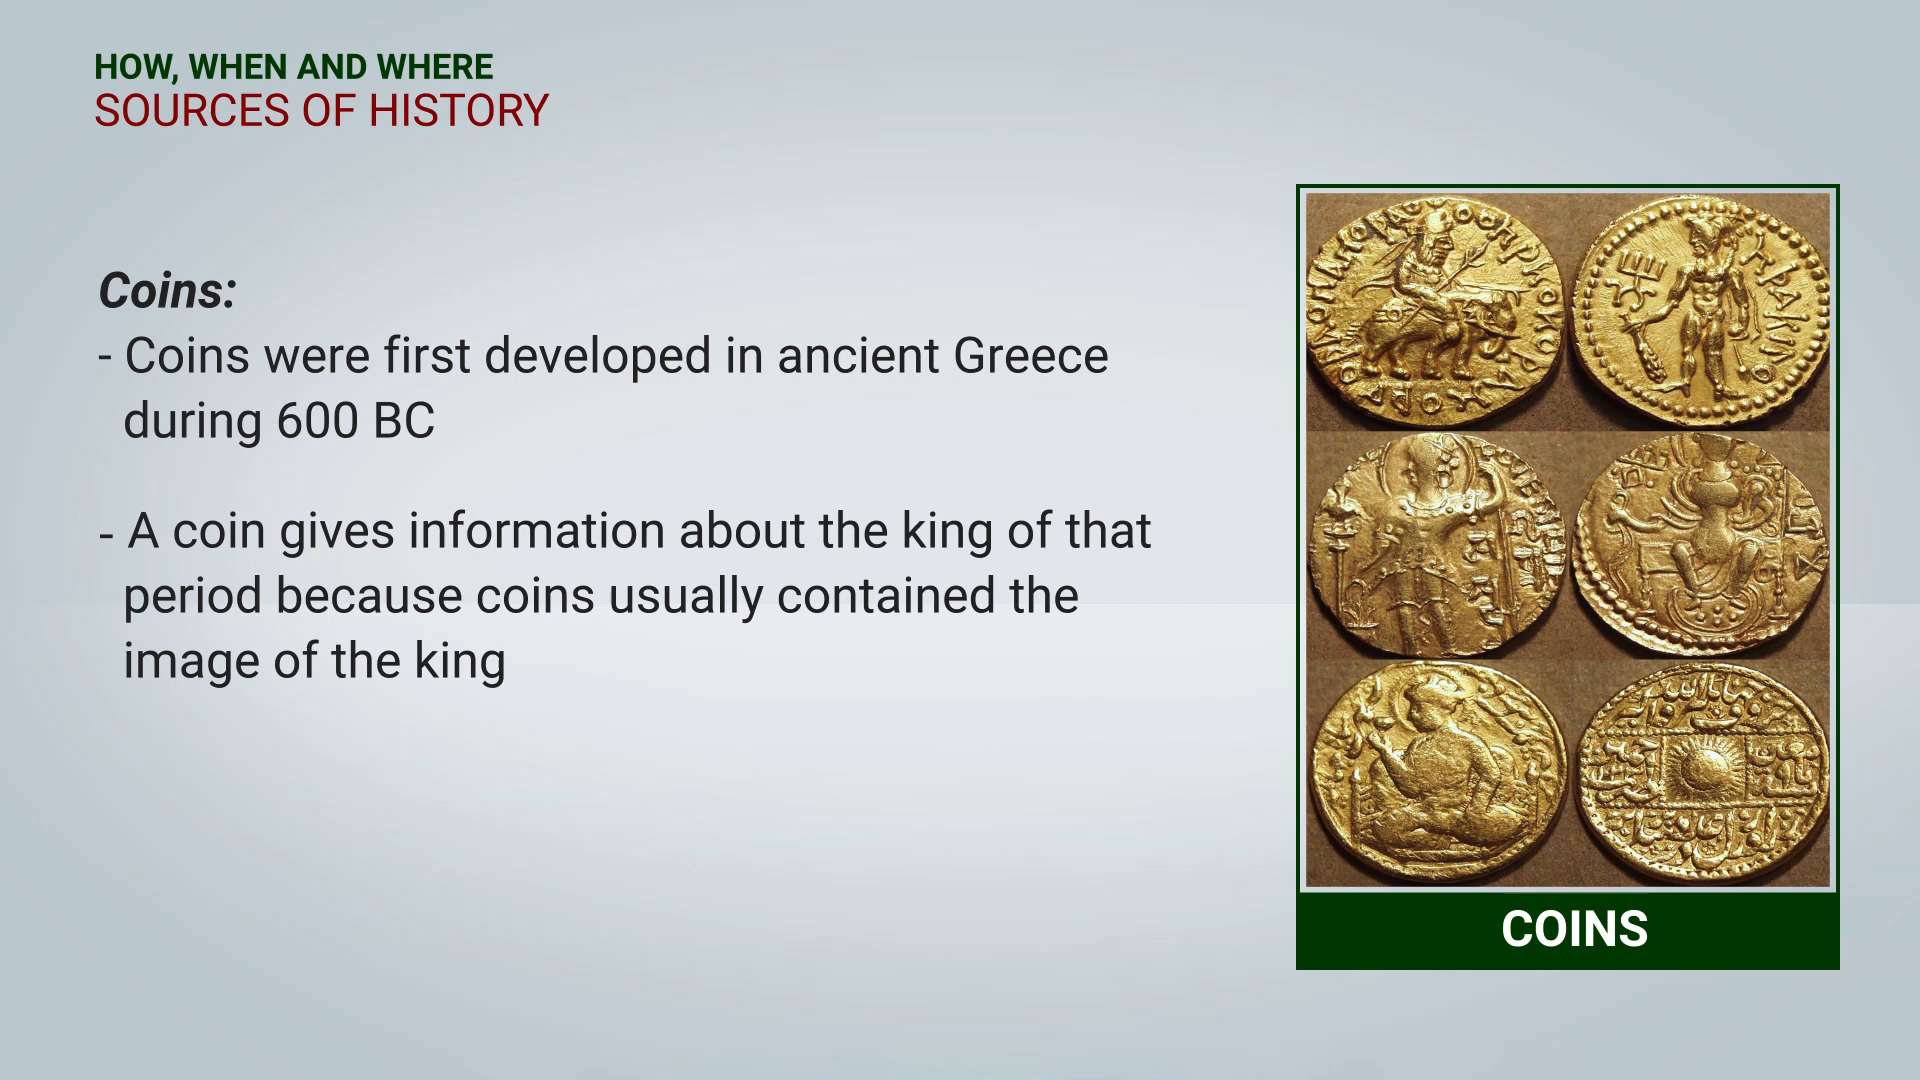 HOW, WHEN AND WHERE
SOURCES OF HISTORY
Coins:
- Coins were first developed in ancient Greece
during 600 BC
- A coin gives information about the king of that
period because coins usually contained the
image of the king
COINS